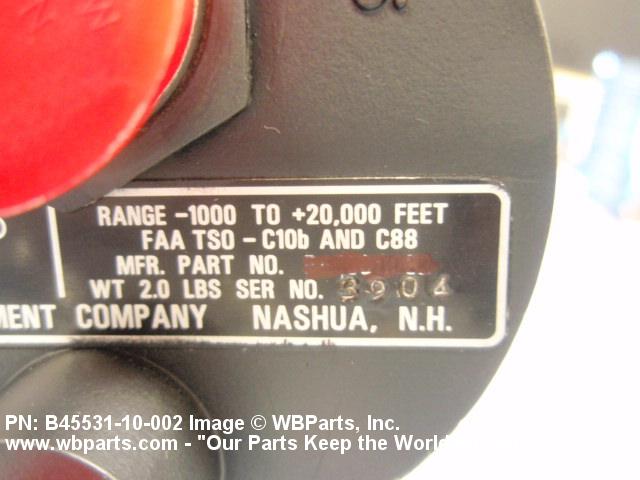 RANGE -1000 TO +20,000 FEET
FAA TSO - C10b AND C88
MFR. PART NO.
WT 2.0 LBS SER NO. 3904
MENT COMPANY NASHUA, N.H.
PN: B45531-10-002 Image © WBParts, Inc.
www.wbparts.com - "Our Parts Keep the World